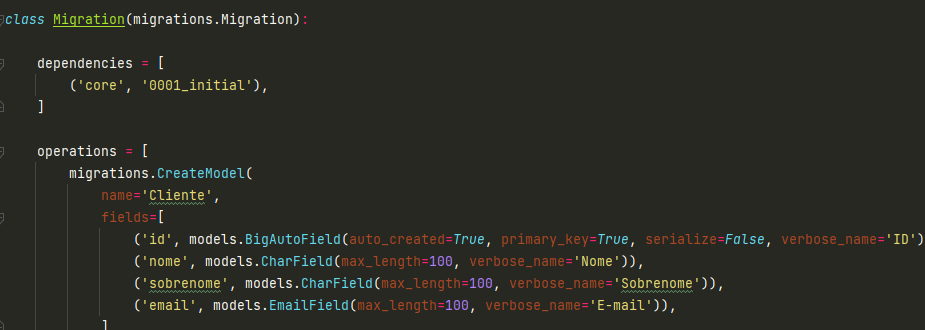 class Migration(migrations.Migration):
dependencies = [
('core', '0001_initial'),
]
operations = [
migrations.CreateModel(
name='Cliente',
fields=[
('id', models.BigAutoField(auto_created=True, primary_key=True, serialize=False, verbose_name='ID')
('nome', models.CharField(max_length=100, verbose_name='Nome')),
('sobrenome', models.CharField(max_length=100, verbose_name='Sobrenome')),
('email', models.EmailField(max_length=100, verbose_name='E-mail')),
]